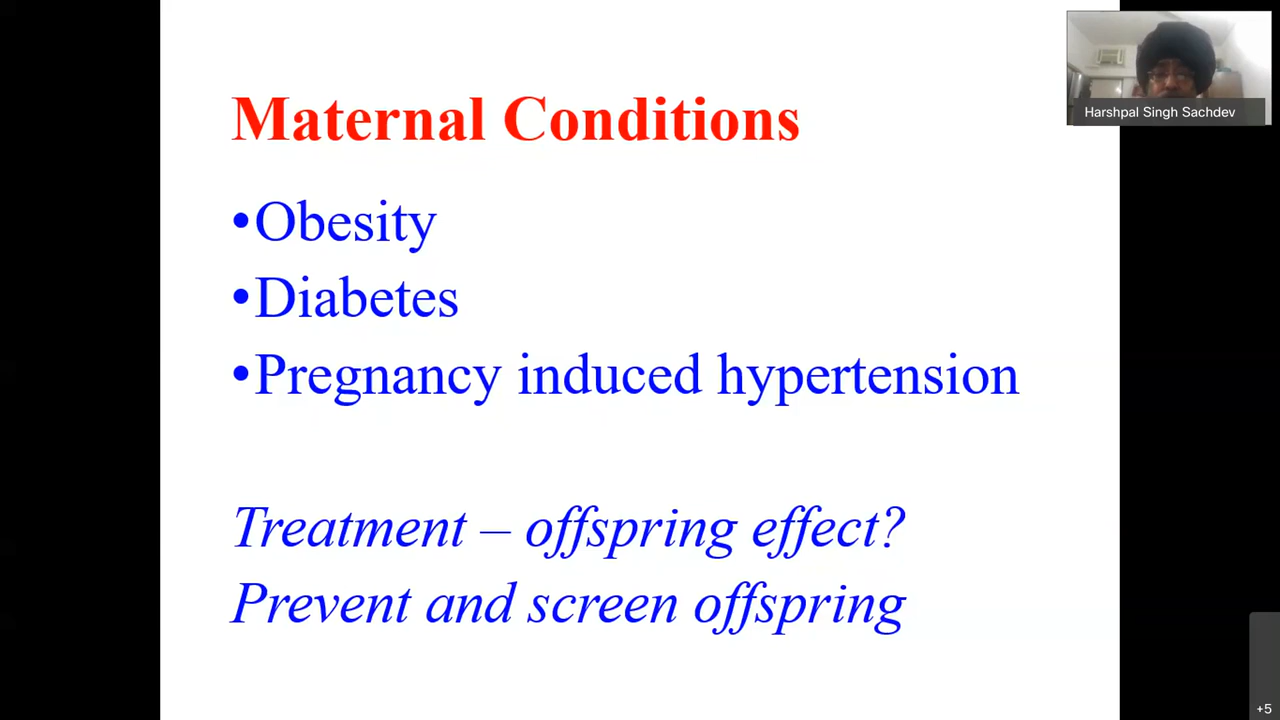 Maternal Conditions
•Obesity
•Diabetes
•Pregnancy induced hypertension
Treatment – offspring effect?
Prevent and screen offspring
Harshpal Singh Sachdev
+5